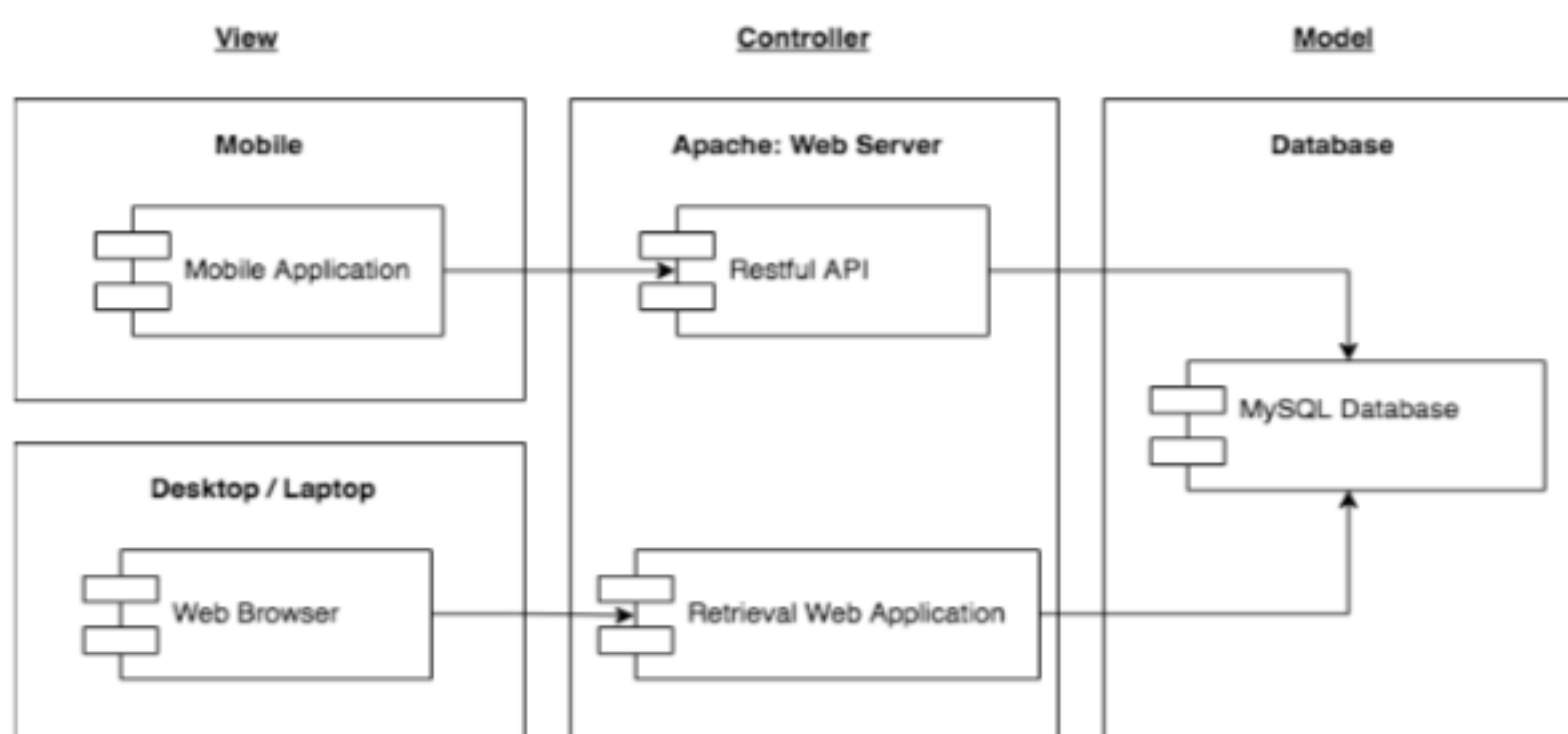 View
Controller
Model
Mobile
Apache: Web Server
Database
Mobile Application
Restful API
MySQL Database
Desktop / Laptop
Web Browser
Retrieval Web Application